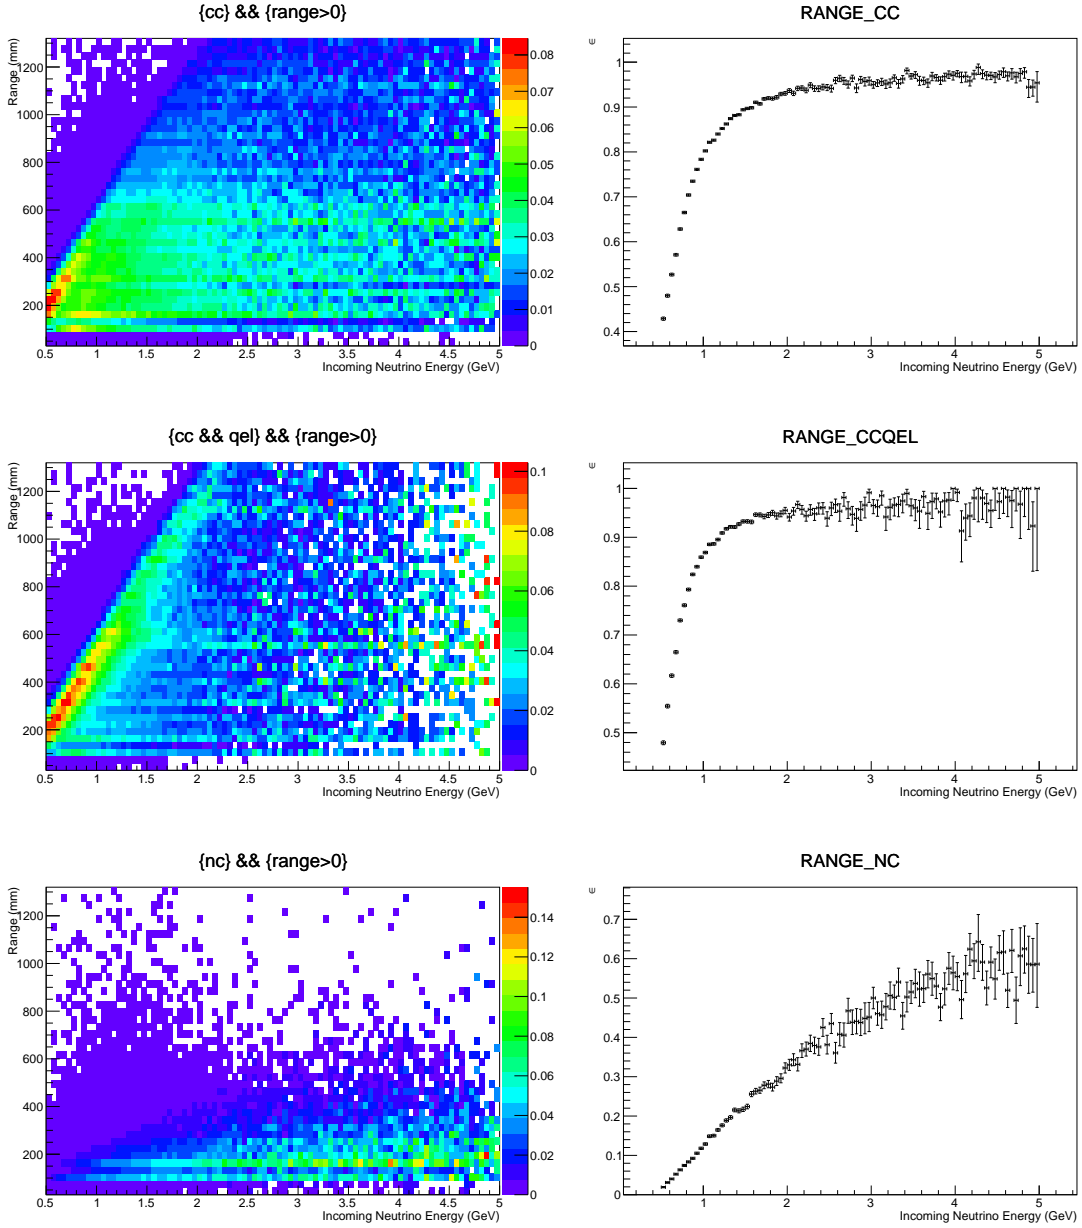 {cc} && {range>0}
RANGE_CC
Range (mm)
1200
1000
800
600
400
200
0.5 1 1.5 2 2.5 3 3.5 4 4.5 5
Incoming Neutrino Energy (GeV)
0.08
0.07
0.06
0.05
0.04
0.03
0.02
0.01
0
ε
1
0.9
0.8
0.7
0.6
0.5
0.4
1 2 3 4 5
Incoming Neutrino Energy (GeV)
{cc && qel} && {range>0}
RANGE_CCQEL
Range (mm)
1200
1000
800
600
400
200
0.5 1 1.5 2 2.5 3 3.5 4 4.5 5
Incoming Neutrino Energy (GeV)
0.1
0.08
0.06
0.04
0.02
0
ε
1
0.9
0.8
0.7
0.6
0.5
1 2 3 4 5
Incoming Neutrino Energy (GeV)
{nc} && {range>0}
RANGE_NC
Range (mm)
1200
1000
800
600
400
200
0.5 1 1.5 2 2.5 3 3.5 4 4.5 5
Incoming Neutrino Energy (GeV)
0.14
0.12
0.1
0.08
0.06
0.04
0.02
0
ε
0.7
0.6
0.5
0.4
0.3
0.2
0.1
0
1 2 3 4 5
Incoming Neutrino Energy (GeV)